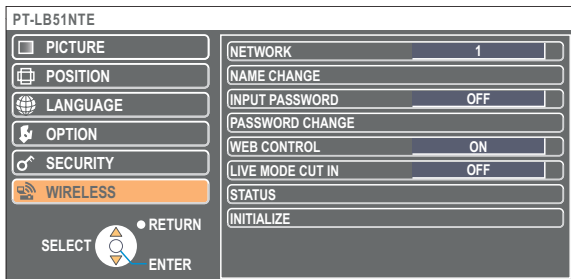 PT-LB51NTE
PICTURE
POSITION
LANGUAGE
OPTION
SECURITY
WIRELESS
RETURN
SELECT
ENTER
NETWORK 1
NAME CHANGE
INPUT PASSWORD OFF
PASSWORD CHANGE
WEB CONTROL ON
LIVE MODE CUT IN OFF
STATUS
INITIALIZE